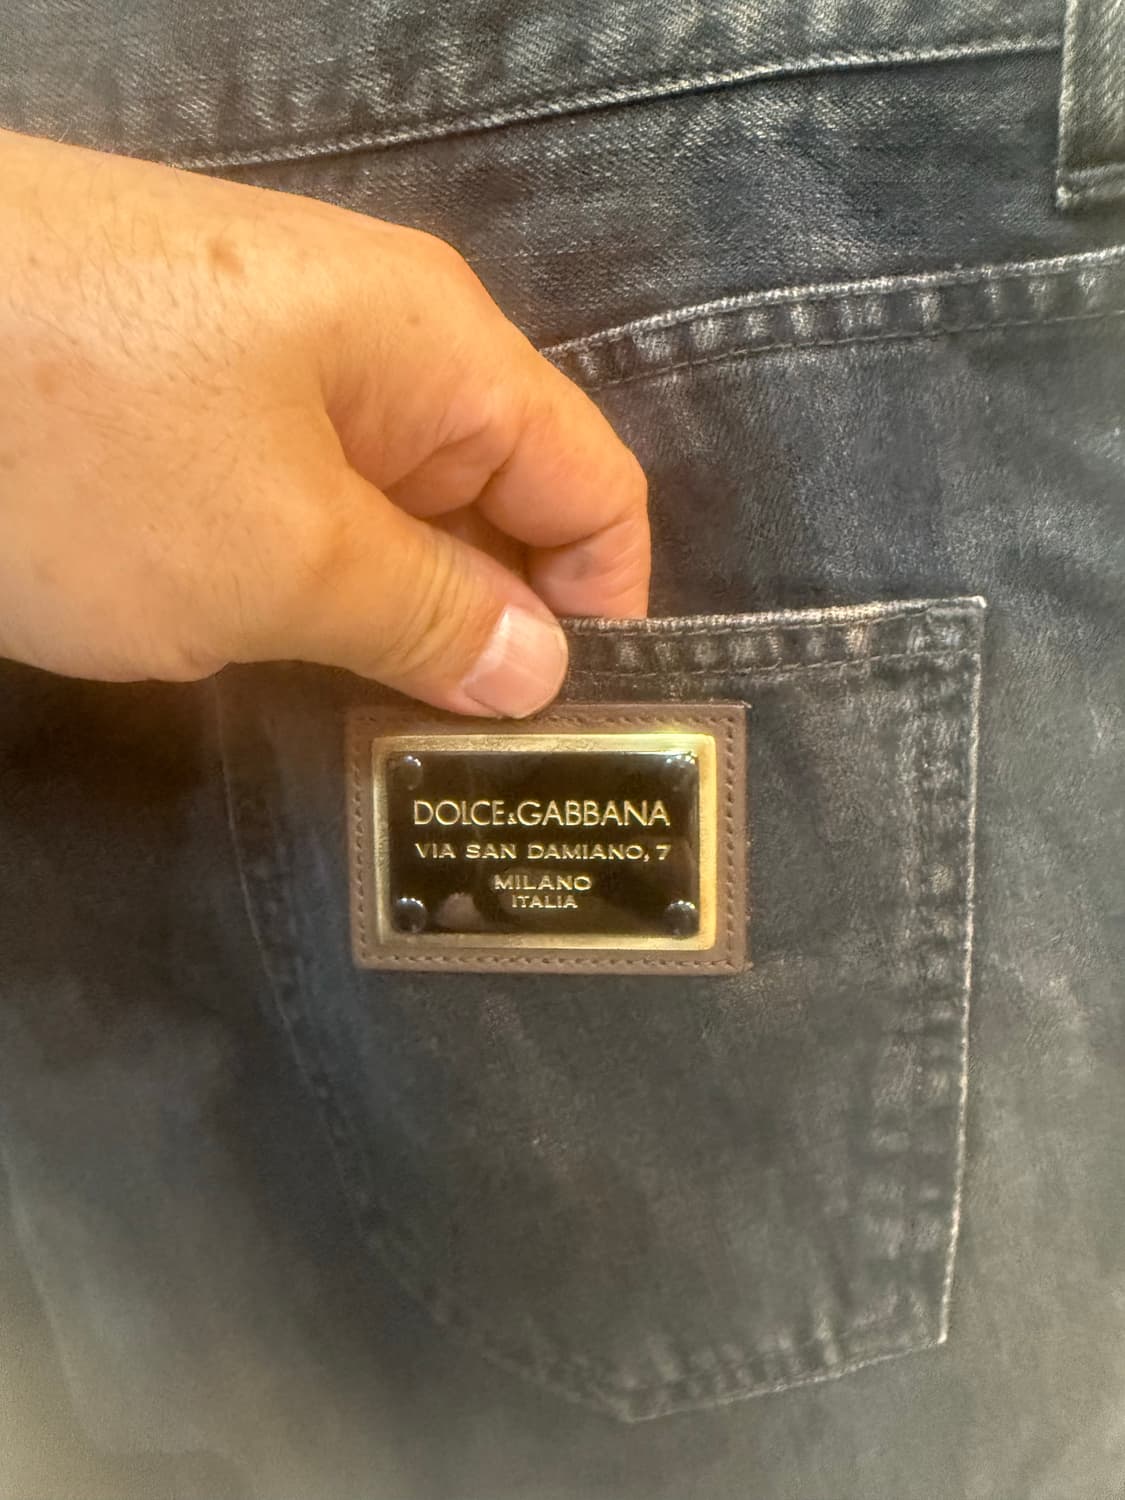 DOLCE&GABBANA
VIA SAN DAMIANO, 7
MILANO
ITALIA